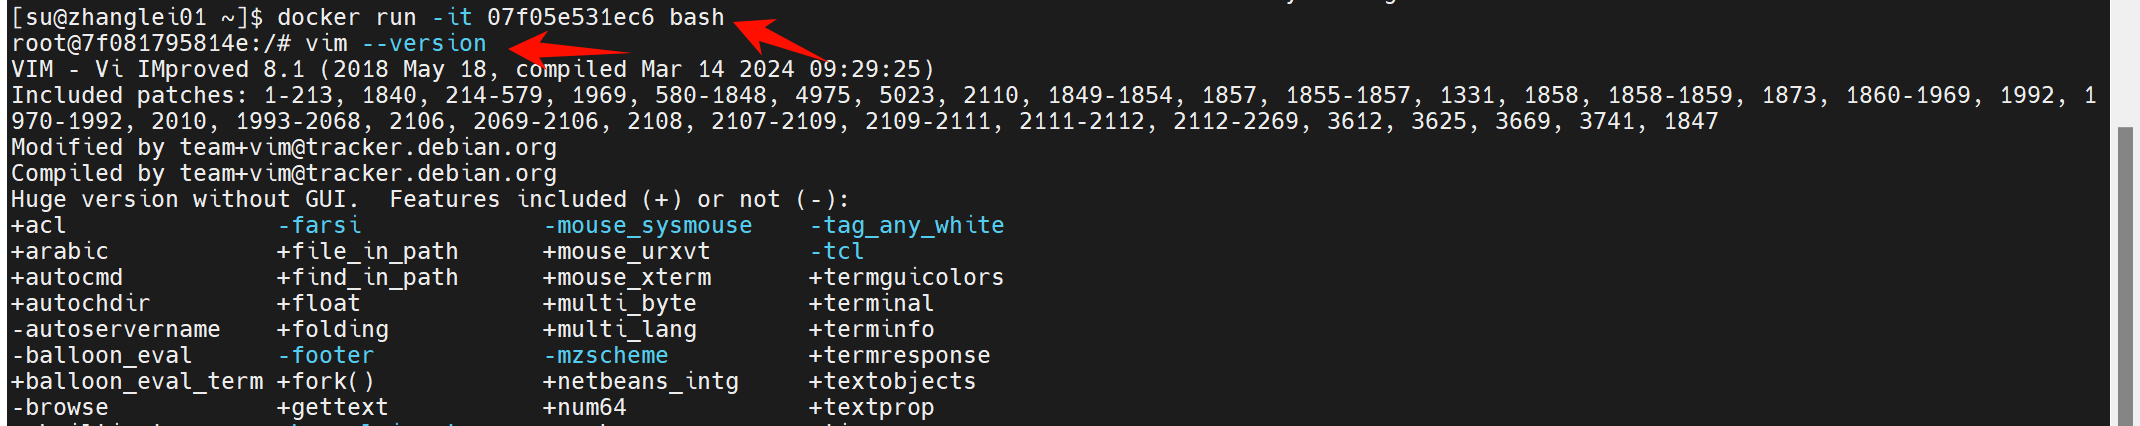 [su@zhanglei01 ~]$ docker run -it 07f05e531ec6 bash
root@7f081795814e:/# vim --version
VIM - Vi IMproved 8.1 (2018 May 18, compiled Mar 14 2024 09:29:25)
Included patches: 1-213, 1840, 214-579, 1969, 580-1848, 4975, 5023, 2110, 1849-1854, 1857, 1855-1857, 1331, 1858, 1858-1859, 1873, 1860-1969, 1992, 1
970-1992, 2010, 1993-2068, 2106, 2069-2106, 2108, 2107-2109, 2109-2111, 2111-2112, 2112-2269, 3612, 3625, 3669, 3741, 1847
Modified by team+vim@tracker.debian.org
Compiled by team+vim@tracker.debian.org
Huge version without GUI.  Features included (+) or not (-):
+acl               -farsi             -mouse_sysmouse    -tag_any_white
+arabic            +file_in_path      +mouse_urxvt       -tcl
+autocmd           +find_in_path      +mouse_xterm       +termguicolors
+autochdir         +float             +multi_byte        +terminal
-autoservername    +folding           +multi_lang        +terminfo
-balloon_eval      -footer            -mzscheme          +termresponse
+balloon_eval_term +fork()            +netbeans_intg     +textobjects
-browse            +gettext           +num64             +textprop